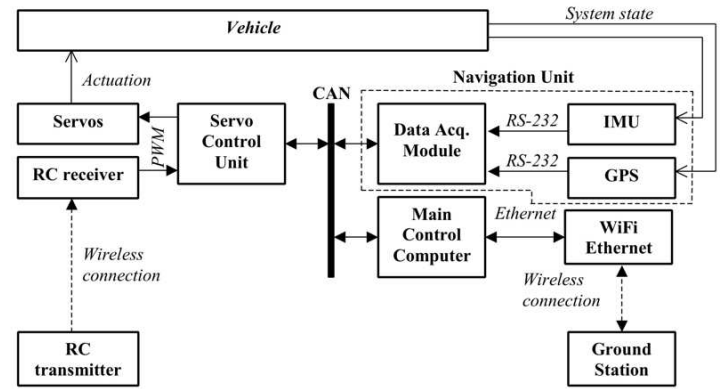 System state
Vehicle
Actuation
Navigation Unit
CAN
Servos
PWM
Servo
Control
Unit
Data Acq.
Module
RS-232
IMU
RS-232
GPS
RC receiver
Main
Control
Computer
Ethernet
WiFi
Ethernet
Wireless
connection
Wireless
connection
RC
transmitter
Ground
Station